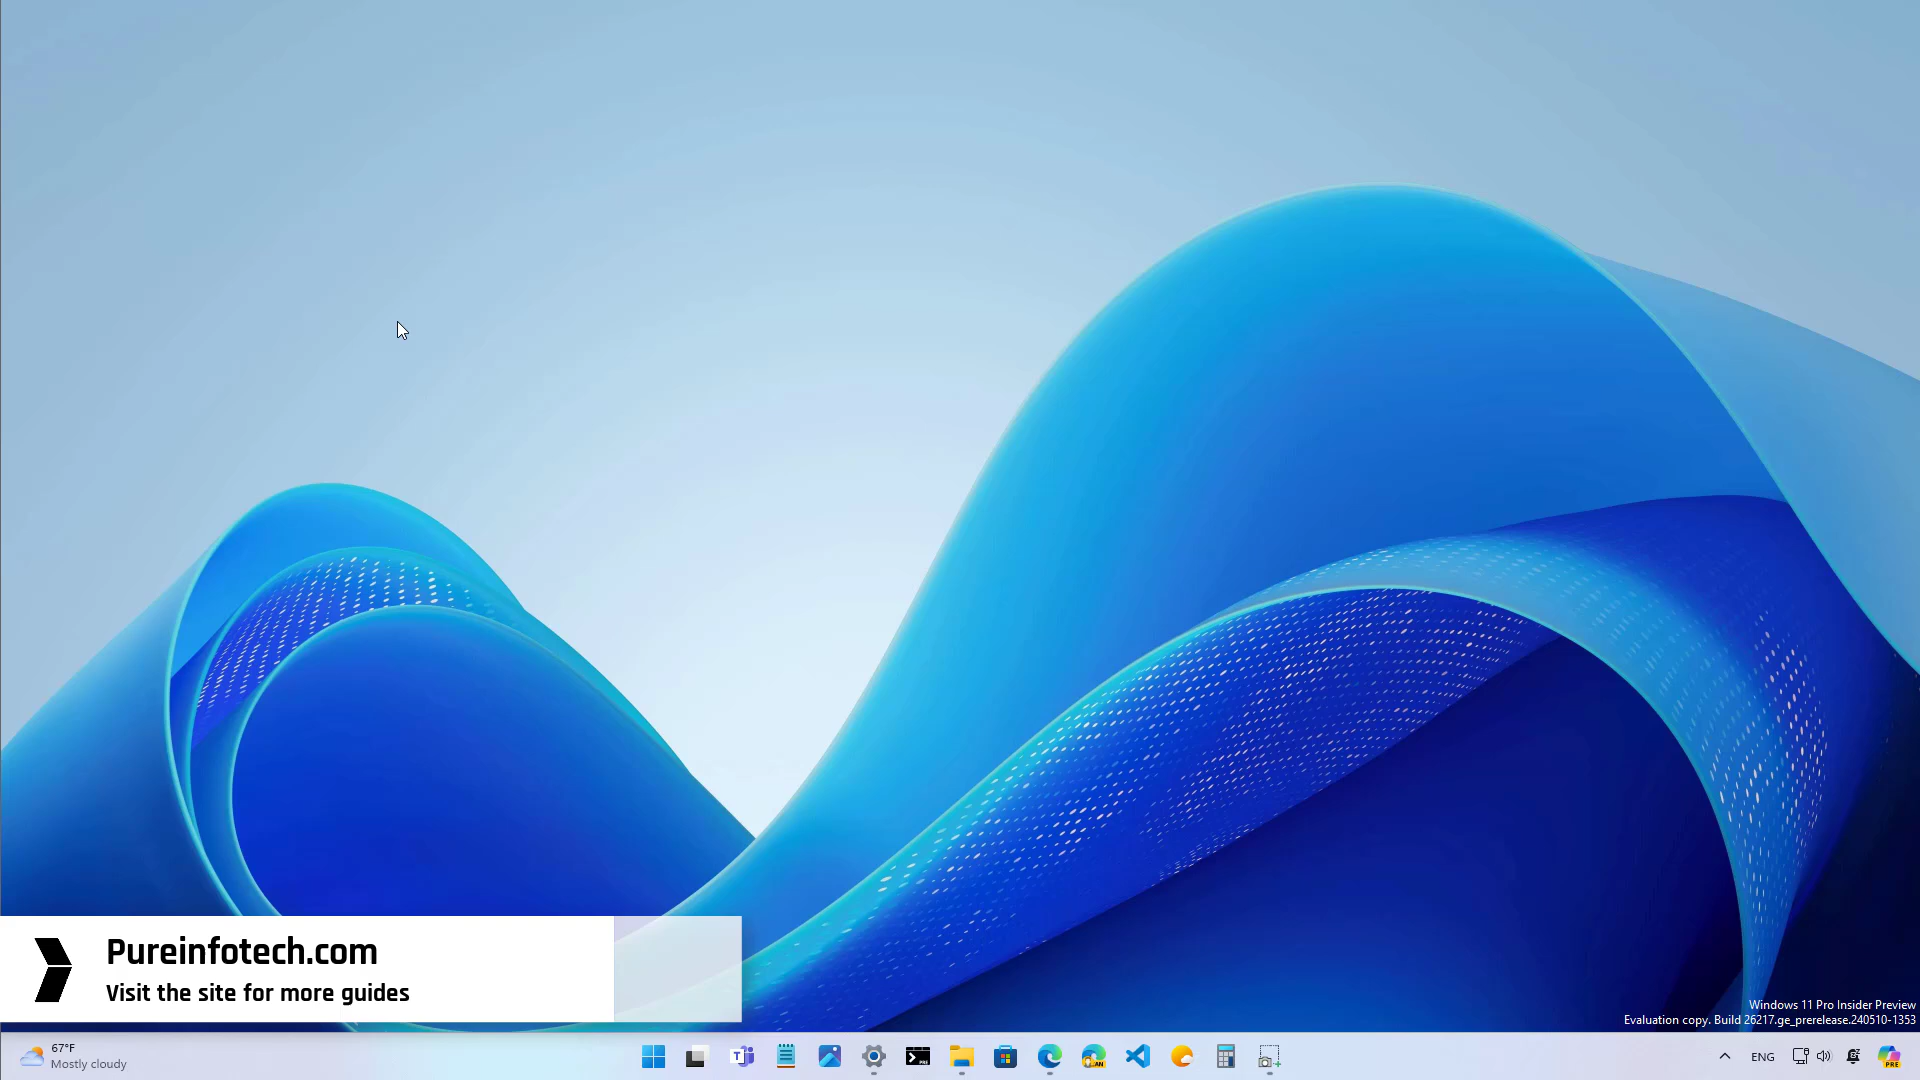 Pureinfotech.com
Visit the site for more guides
Windows 11 Pro Insider Preview
Evaluation copy. Build 26217.ge_prerelease.240510-1353
67°F
Mostly cloudy
ENG
PRE